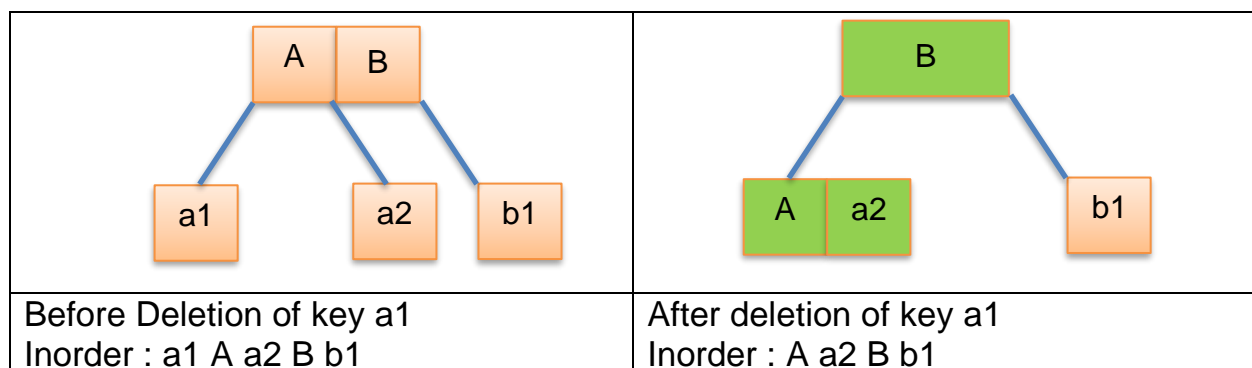 A B
a1 a2 b1
Before Deletion of key a1
Inorder : a1 A a2 B b1
B
A a2 b1
After deletion of key a1
Inorder : A a2 B b1